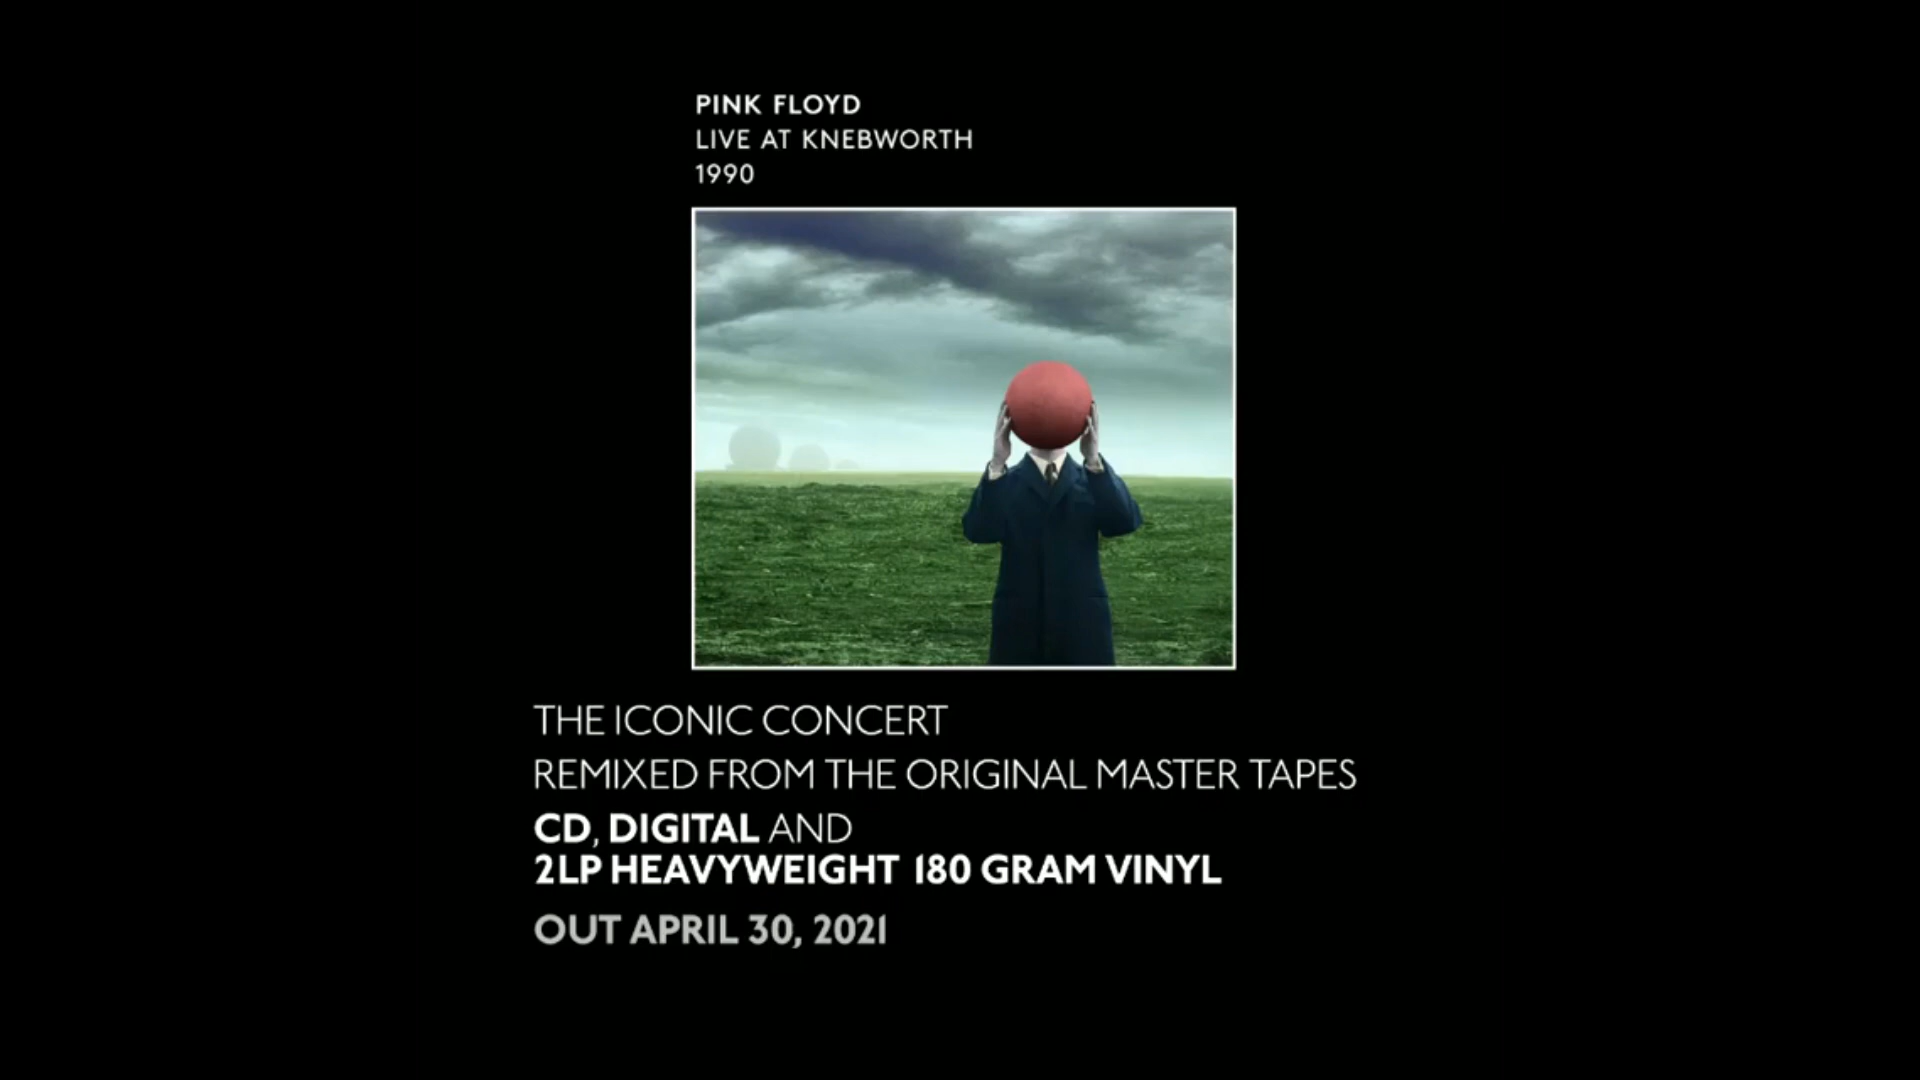 PINK FLOYD
LIVE AT KNEBWORTH
1990
THE ICONIC CONCERT
REMIXED FROM THE ORIGINAL MASTER TAPES
CD, DIGITAL AND
2LP HEAVYWEIGHT 180 GRAM VINYL
OUT APRIL 30, 2021